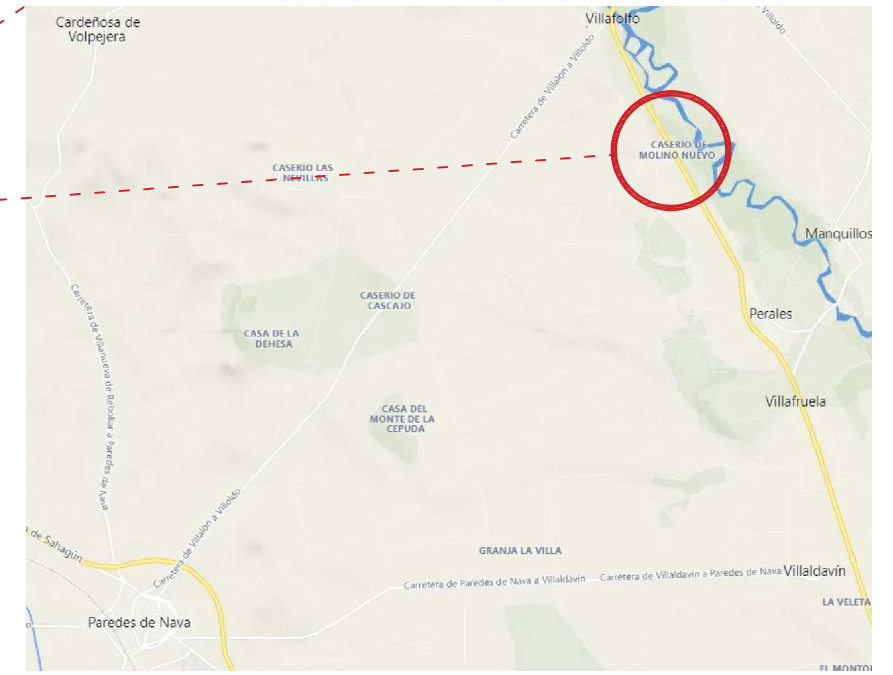 Cardeñosa de
Volpejera
Villafolfo
Villoldo
Carretera de Villalón a Villoldo
CASERIO DE
MOLINO NUEVO
CASERIO LAS
NEVILLAS
Manquillos
Carretera de Villanueva de Rebollar a Paredes de Nava
CASERIO DE
CASCAJO
CASA DE LA
DEHESA
Perales
CASA DEL
MONTE DE LA
CEPUDA
Villafruela
Carretera de Villalón a Villoldo
de Sahagún
GRANJA LA VILLA
Carretera de Paredes de Nava a Villaldavín
Carretera de Villaldavín a Paredes de Nava
Villaldavín
LA VELETA
Paredes de Nava
EL MONTO